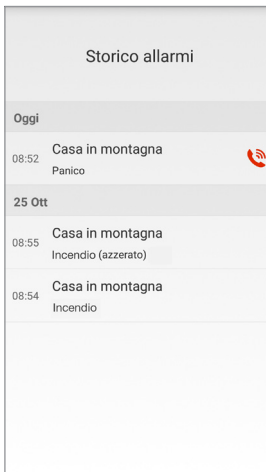 Storico allarmi
Oggi
08:52 Casa in montagna
Panico
25 Ott
08:55 Casa in montagna
Incendio (azzerato)
08:54 Casa in montagna
Incendio